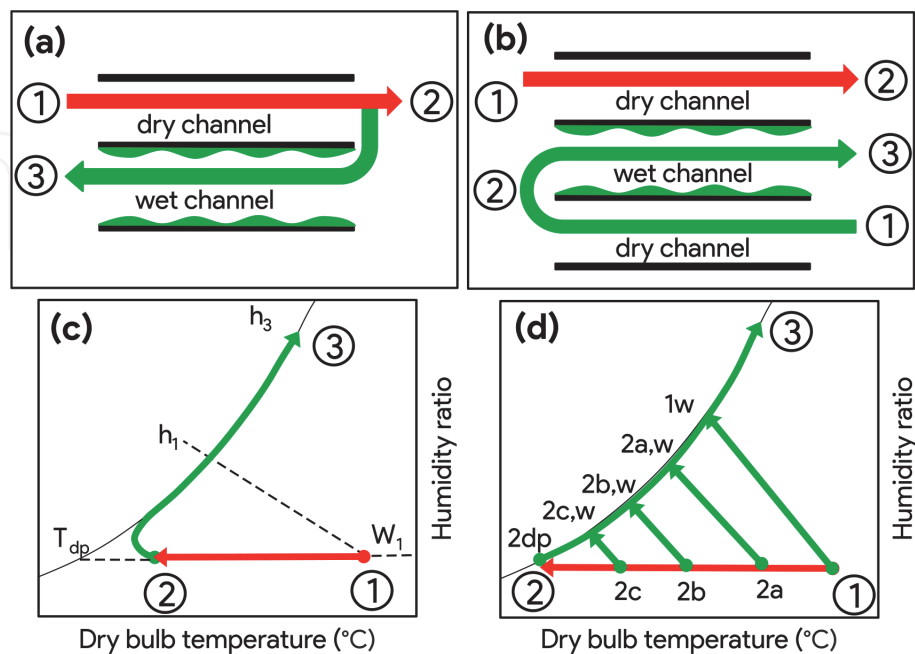 (a)
① ②
dry channel
③
wet channel
(b)
① ②
dry channel
③
wet channel
②
①
dry channel
(c)
h3
③
h1
Tdp
W1
② ①
Dry bulb temperature (°C)
Humidity ratio
(d)
③
1w
2a,w
2b,w
2c,w
2dp
② 2c 2b 2a ①
Dry bulb temperature (°C)
Humidity ratio